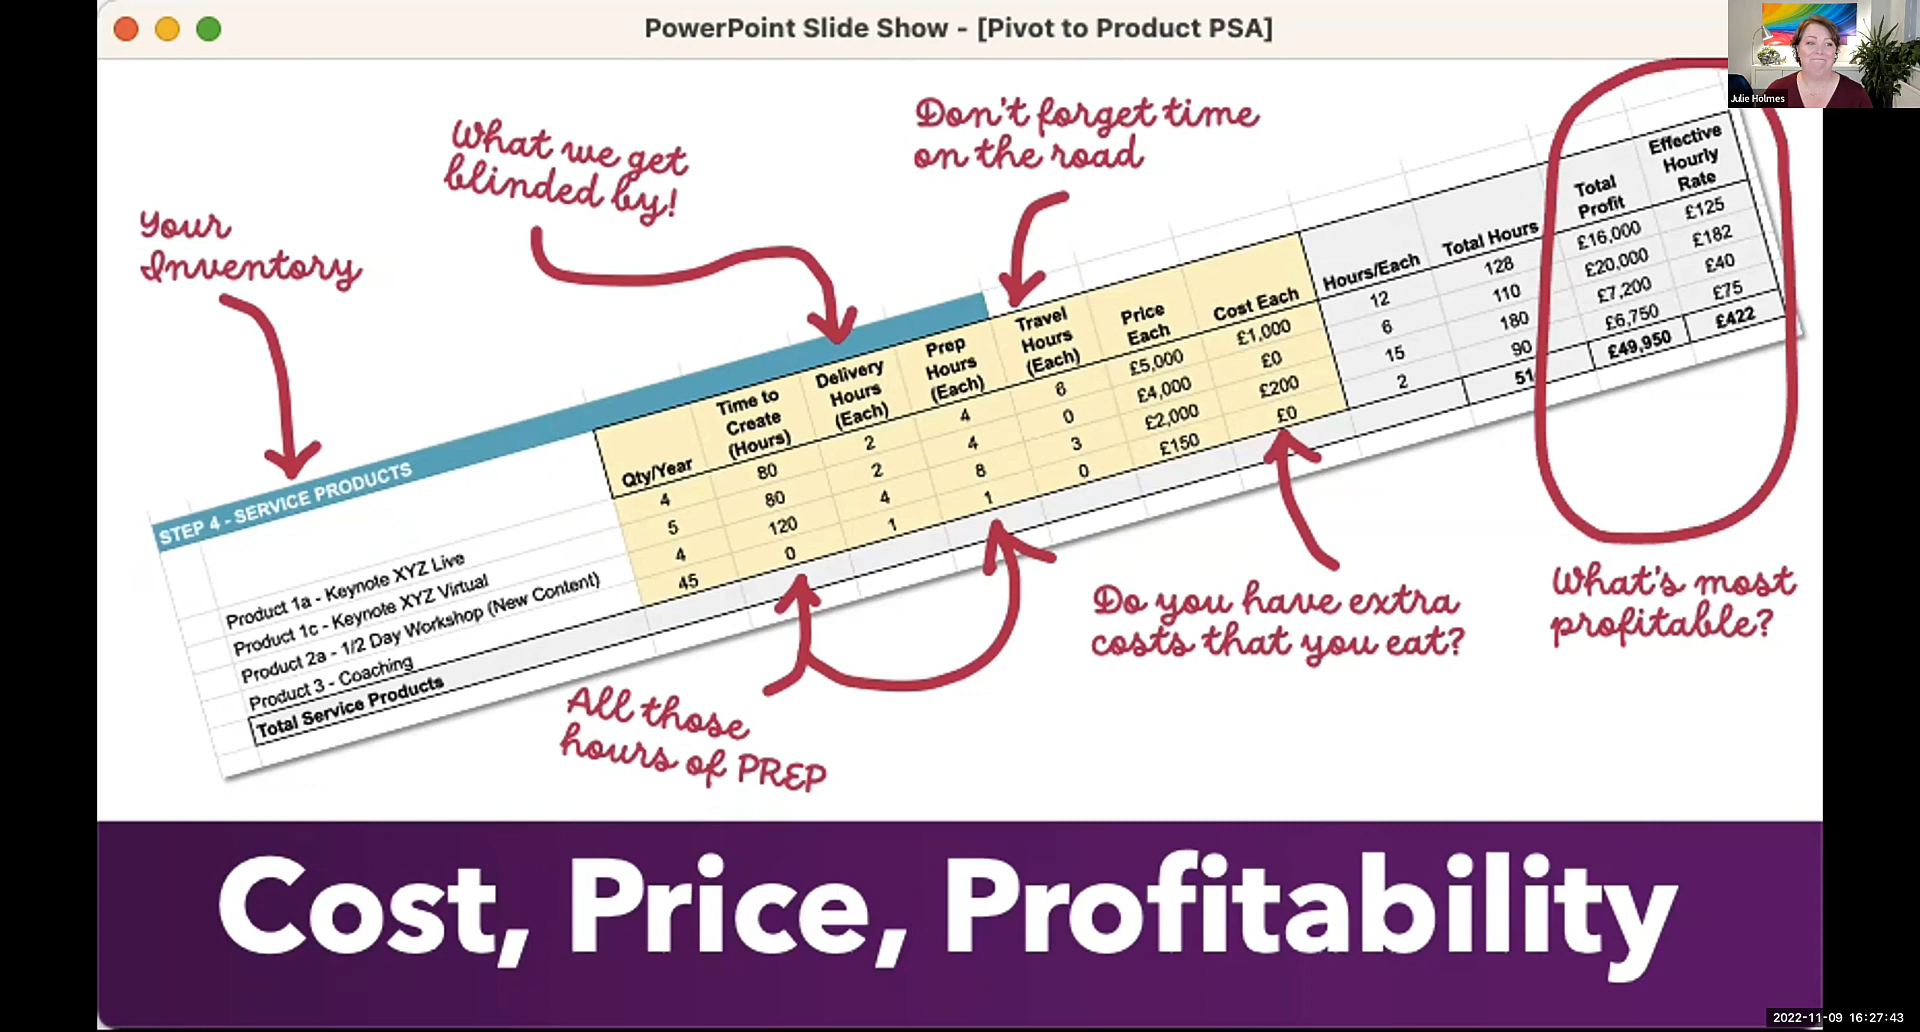 PowerPoint Slide Show - [Pivot to Product PSA]
Julie Holmes
Your
Inventory
What we get
blinded by!
Don't forget time
on the road
STEP 4 - SERVICE PRODUCTS
Qty/Year Time to Create (Hours) Delivery Hours (Each) Prep Hours (Each) Travel Hours (Each) Price Each Cost Each Hours/Each Total Hours Total Profit Effective Hourly Rate
Product 1a - Keynote XYZ Live 4 80 2 4 6 £5,000 £1,000 12 128 £16,000 £125
Product 1c - Keynote XYZ Virtual 5 80 2 4 0 £4,000 £0 6 110 £20,000 £182
Product 2a - 1/2 Day Workshop (New Content) 4 120 4 8 3 £2,000 £200 15 180 £7,200 £40
Product 3 - Coaching 45 0 1 1 0 £150 £0 2 90 £6,750 £75
Total Service Products 51 £49,950 £422
All those
hours of PREP
Do you have extra
costs that you eat?
What's most
profitable?
Cost, Price, Profitability
2022-11-09 16:27:43